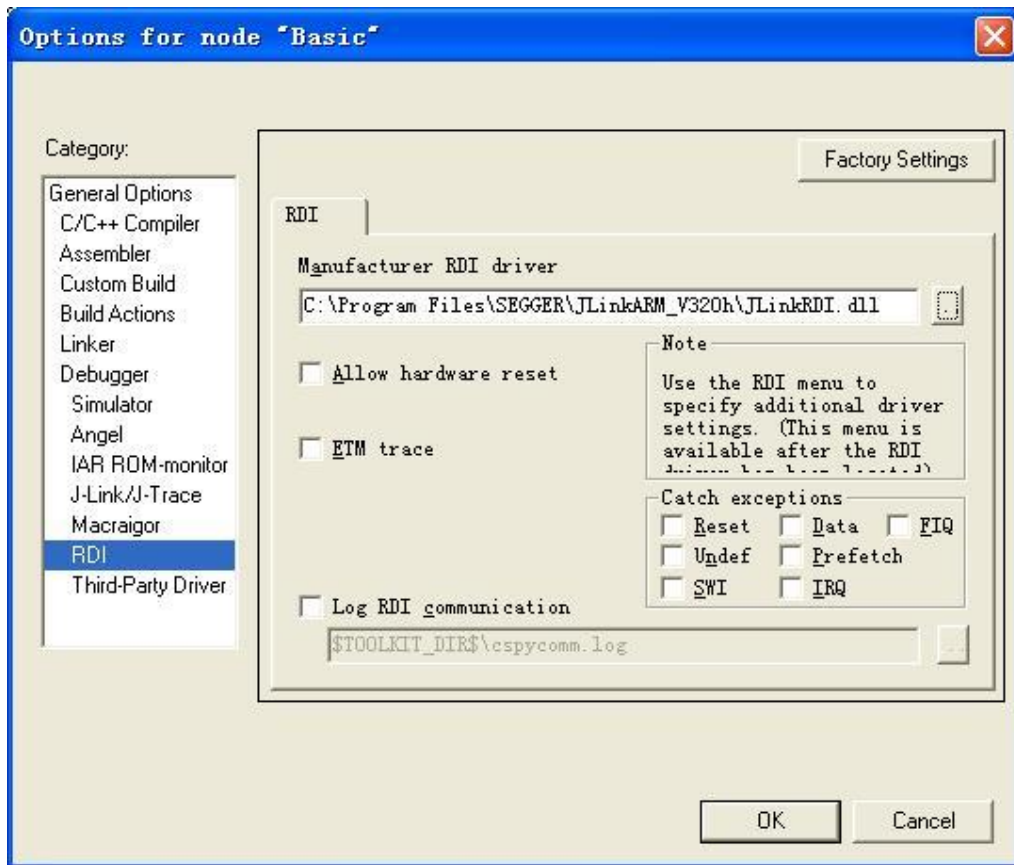 Options for node "Basic"
Category:
Factory Settings
General Options
C/C++ Compiler
Assembler
Custom Build
Build Actions
Linker
Debugger
Simulator
Angel
IAR ROM-monitor
J-Link/J-Trace
Macraigor
RDI
Third-Party Driver
RDI
Manufacturer RDI driver
C:\Program Files\SEGGER\JLinkARM_V320h\JLinkRDI.dll
Allow hardware reset
ETM trace
Note
Use the RDI menu to
specify additional driver
settings. (This menu is
available after the RDI
Catch exceptions
Reset Data FIQ
Undef Prefetch
SWI IRQ
Log RDI communication
$TOOLKIT_DIR$\cspycomm.log
OK Cancel